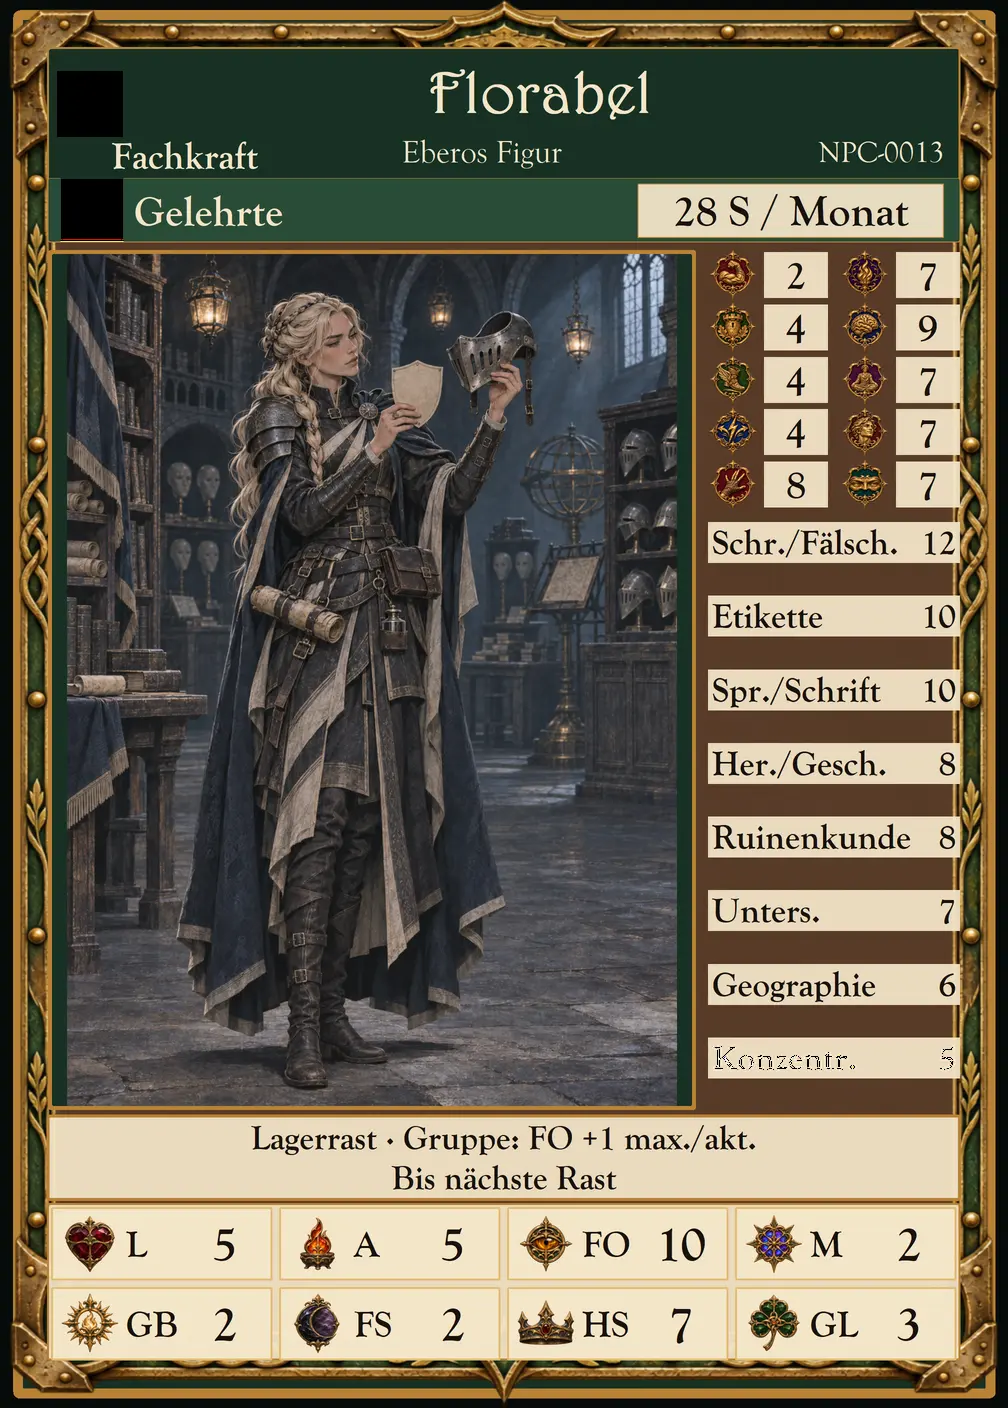 Florabel
Fachkraft
Eberos Figur
NPC-0013
Gelehrte
28 S / Monat
2 7
4 9
4 7
4 7
8 7
Schr./Fälsch. 12
Etikette 10
Spr./Schrift 10
Her./Gesch. 8
Ruinenkunde 8
Unters. 7
Geographie 6
Konzentr. 5
Lagerrast · Gruppe: FO +1 max./akt.
Bis nächste Rast
L 5 A 5 FO 10 M 2
GB 2 FS 2 HS 7 GL 3